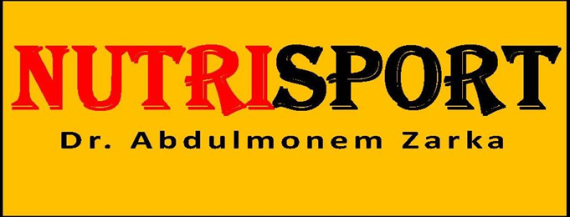 NUTRISPORT
Dr. Abdulmonem Zarka